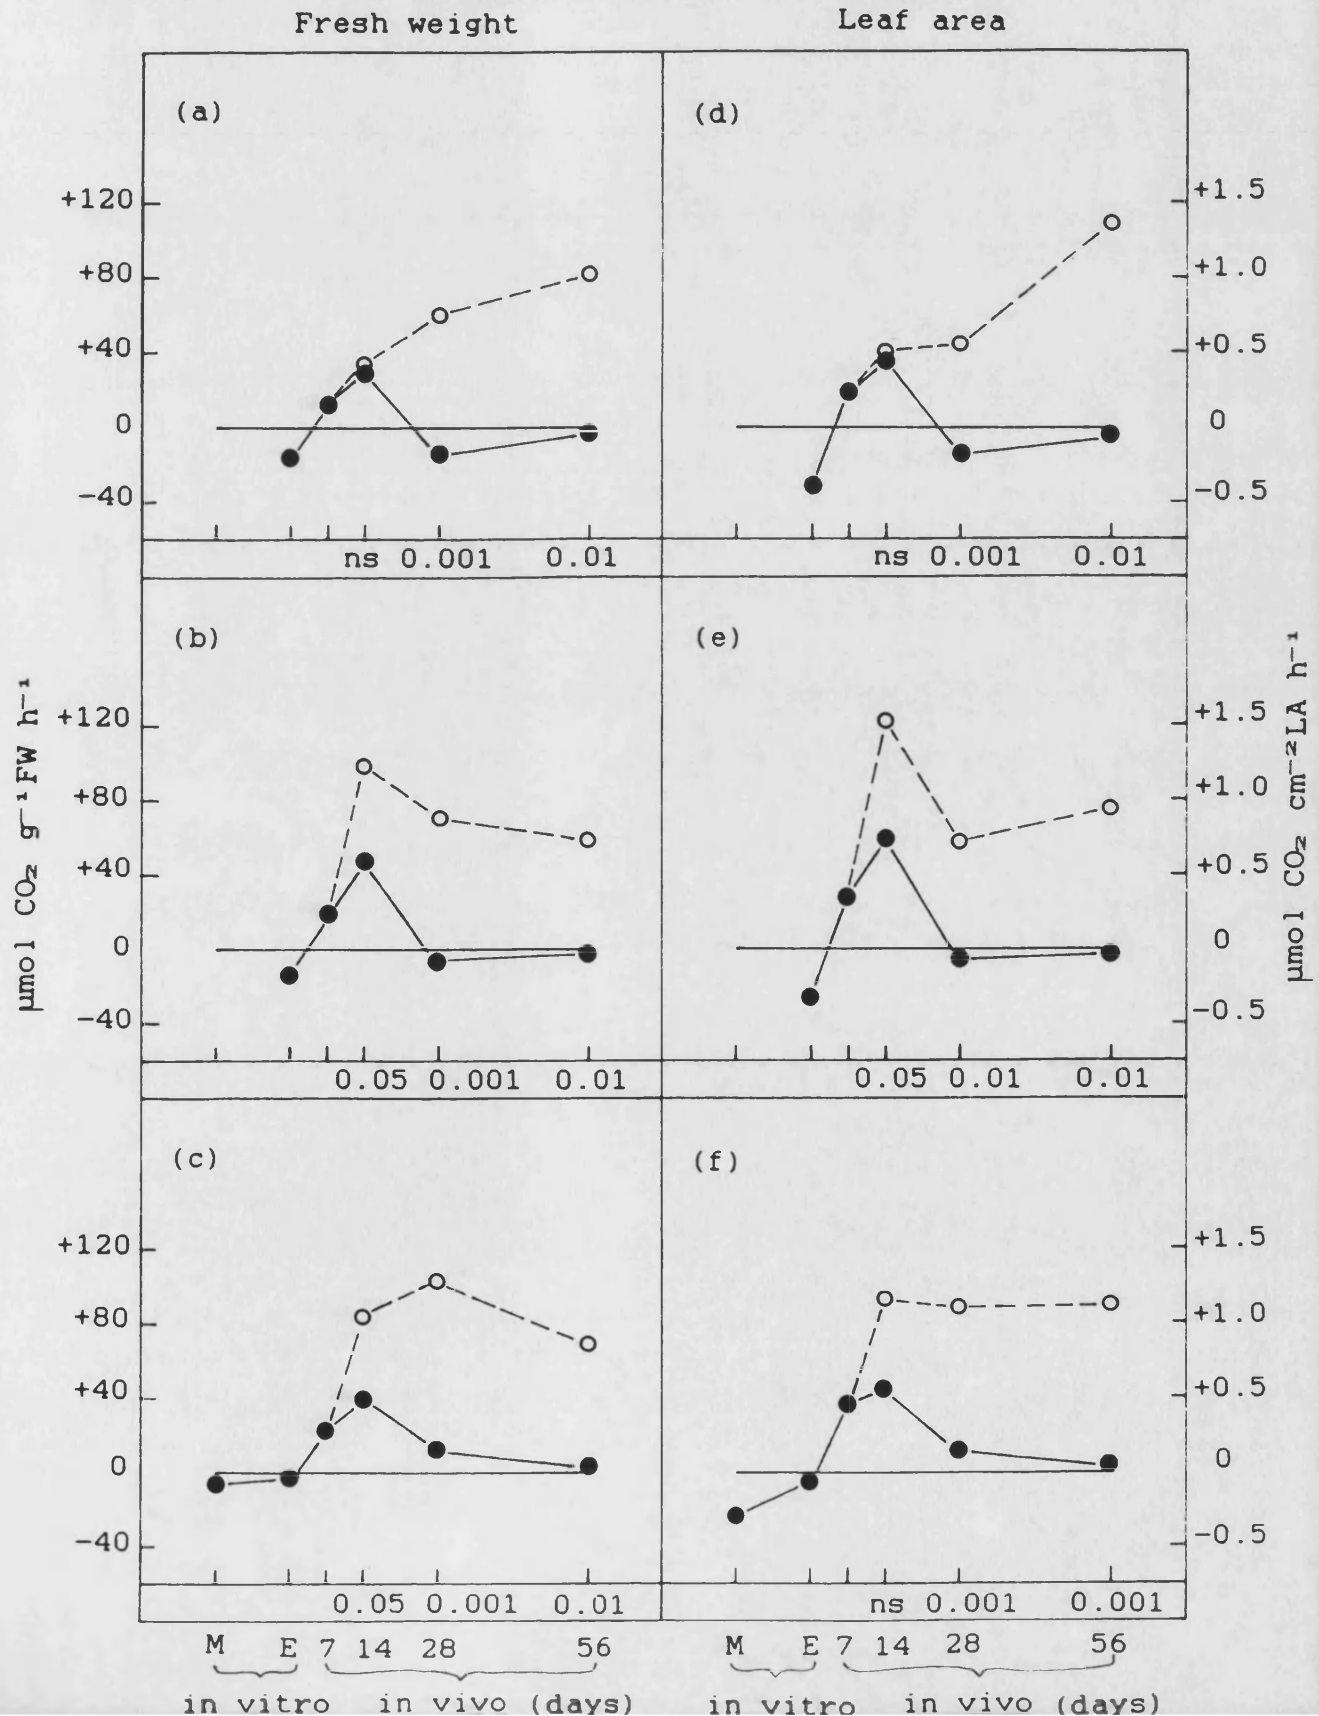 Fresh weight Leaf area
(a) (d)
+120 +1.5
+80 +1.0
+40 +0.5
0 0
-40 -0.5
ns 0.001 0.01 ns 0.001 0.01
(b) (e)
+120 +1.5
+80 +1.0
+40 +0.5
0 0
-40 -0.5
0.05 0.001 0.01 0.05 0.01 0.01
(c) (f)
+120 +1.5
+80 +1.0
+40 +0.5
0 0
-40 -0.5
0.05 0.001 0.01 ns 0.001 0.001
M E 7 14 28 56 M E 7 14 28 56
in vitro in vivo (days) in vitro in vivo (days)
µmol CO₂ g⁻¹FW h⁻¹
µmol CO₂ cm⁻²LA h⁻¹